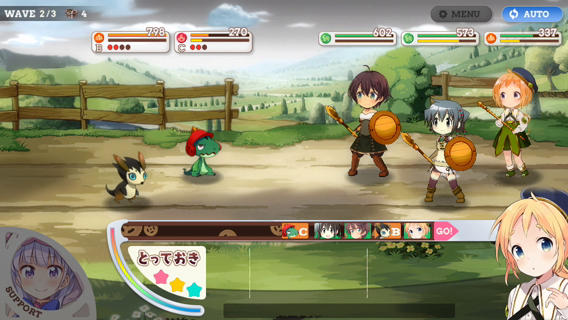 WAVE 2/3 4
MENU
AUTO
798
B
270
C
602
573
337
C
B
GO!
とっておき
SUPPORT